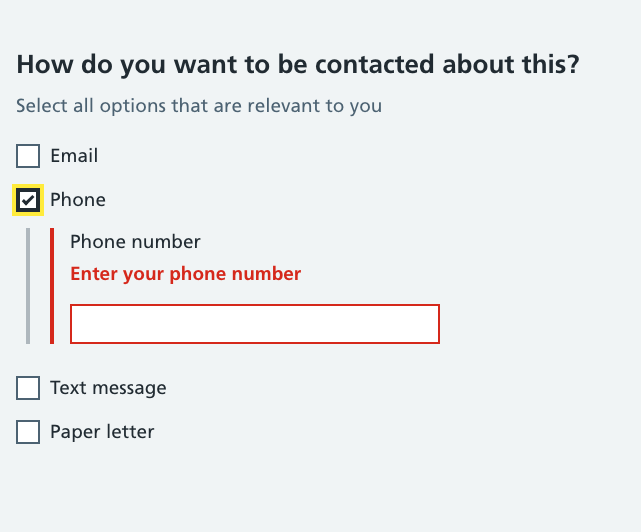 How do you want to be contacted about this?
Select all options that are relevant to you
Email
Phone
Phone number
Enter your phone number
Text message
Paper letter